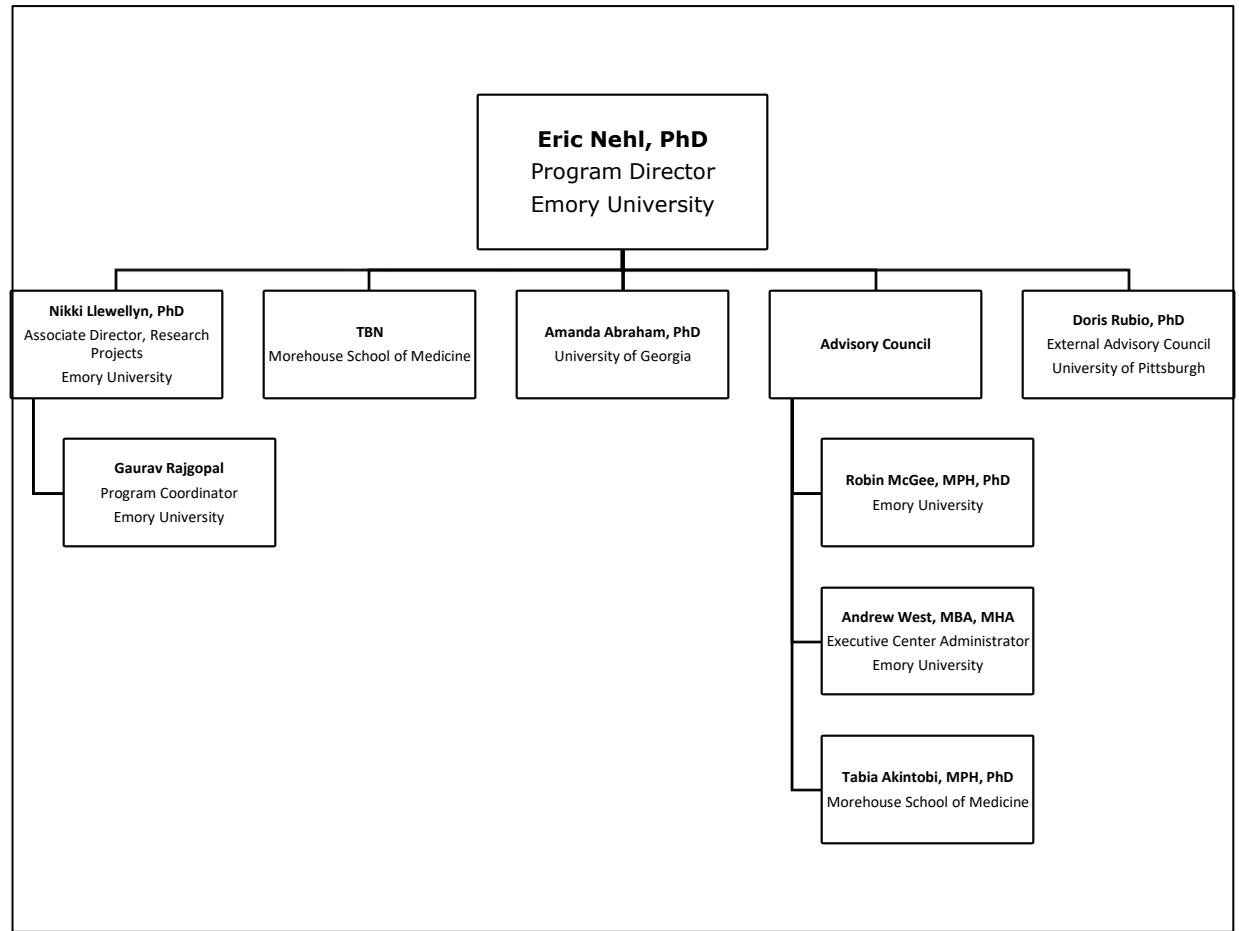 Eric Nehl, PhD
Program Director
Emory University
Nikki Llewellyn, PhD
Associate Director, Research
Projects
Emory University
TBN
Morehouse School of Medicine
Amanda Abraham, PhD
University of Georgia
Advisory Council
Doris Rubio, PhD
External Advisory Council
University of Pittsburgh
Gaurav Rajgopal
Program Coordinator
Emory University
Robin McGee, MPH, PhD
Emory University
Andrew West, MBA, MHA
Executive Center Administrator
Emory University
Tabia Akintobi, MPH, PhD
Morehouse School of Medicine